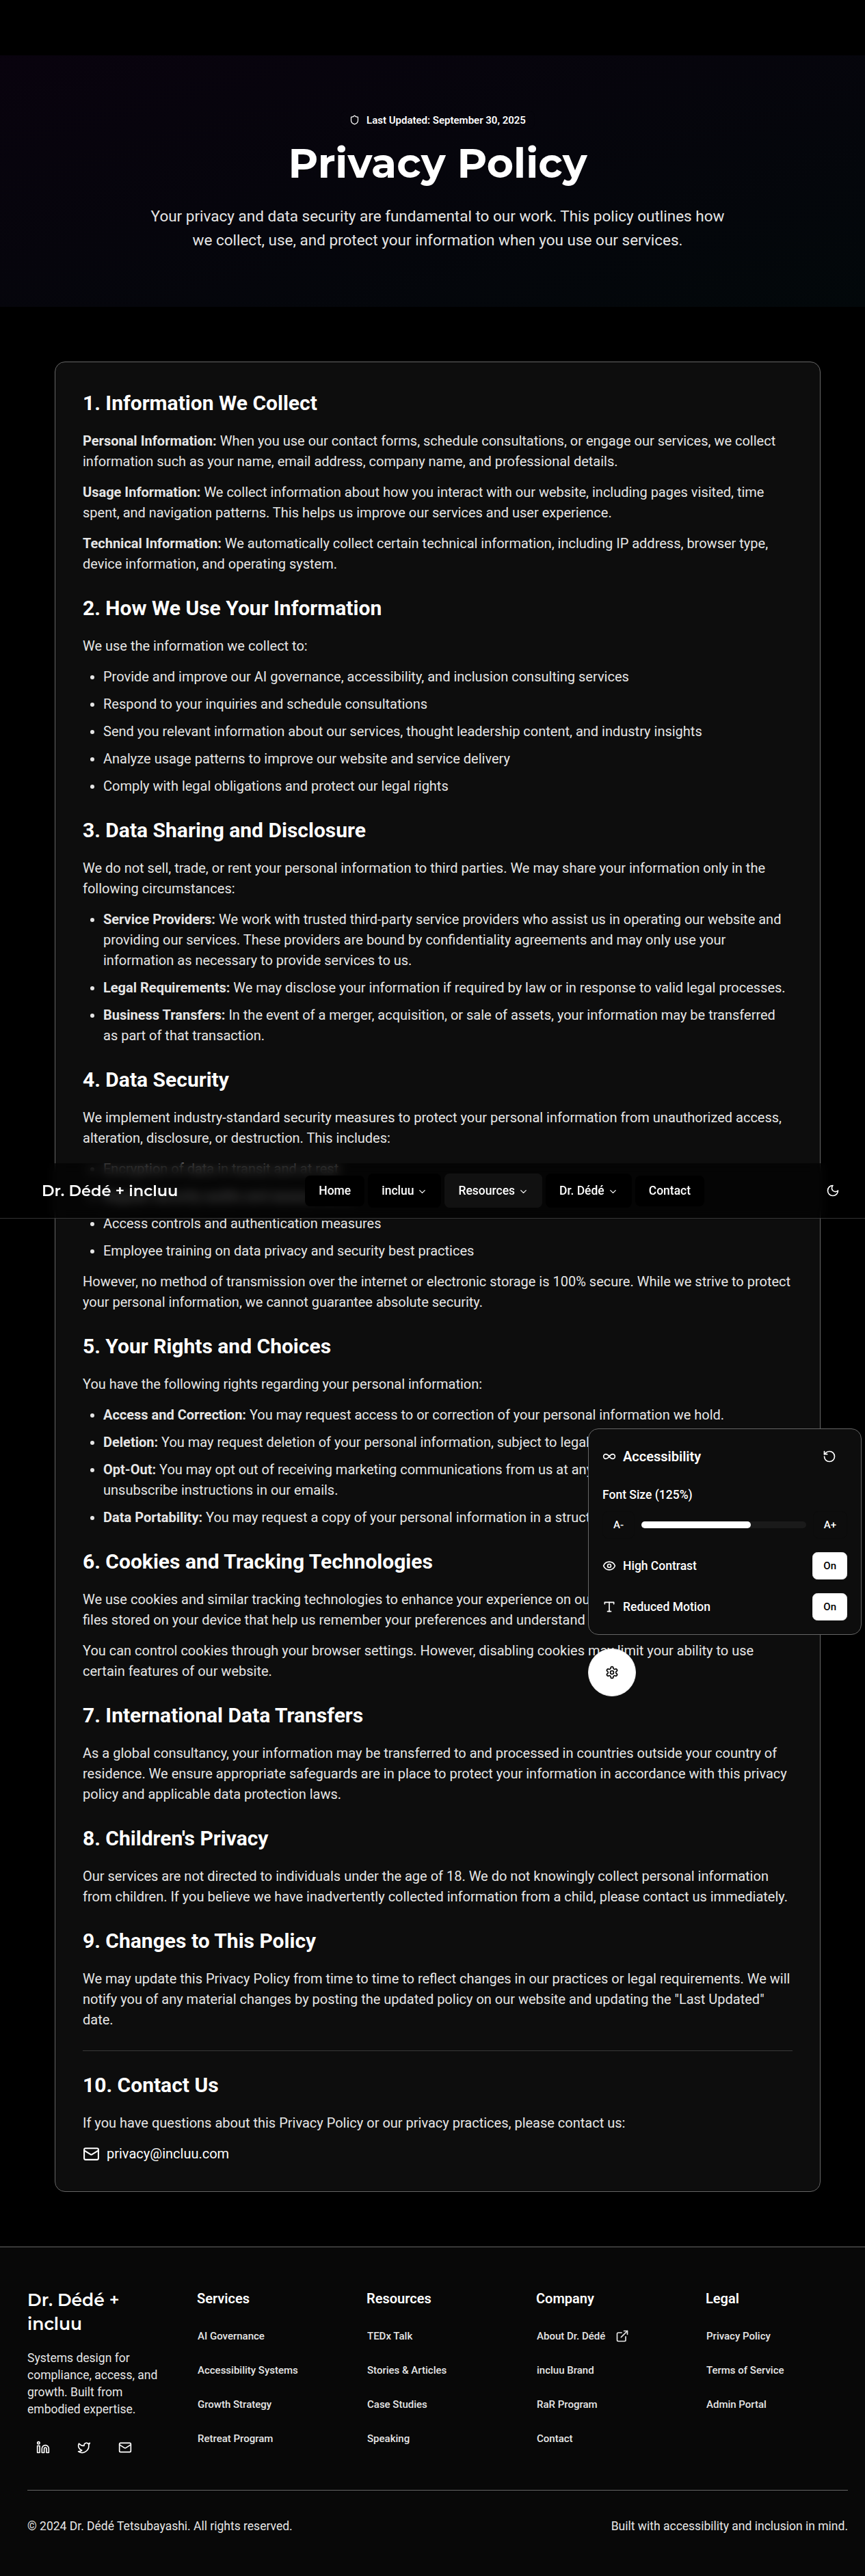 Last Updated: September 30, 2025
Privacy Policy
Your privacy and data security are fundamental to our work. This policy outlines how
we collect, use, and protect your information when you use our services.
1. Information We Collect
Personal Information: When you use our contact forms, schedule consultations, or engage our services, we collect
information such as your name, email address, company name, and professional details.
Usage Information: We collect information about how you interact with our website, including pages visited, time
spent, and navigation patterns. This helps us improve our services and user experience.
Technical Information: We automatically collect certain technical information, including IP address, browser type,
device information, and operating system.
2. How We Use Your Information
We use the information we collect to:
• Provide and improve our AI governance, accessibility, and inclusion consulting services
• Respond to your inquiries and schedule consultations
• Send you relevant information about our services, thought leadership content, and industry insights
• Analyze usage patterns to improve our website and service delivery
• Comply with legal obligations and protect our legal rights
3. Data Sharing and Disclosure
We do not sell, trade, or rent your personal information to third parties. We may share your information only in the
following circumstances:
• Service Providers: We work with trusted third-party service providers who assist us in operating our website and
providing our services. These providers are bound by confidentiality agreements and may only use your
information as necessary to provide services to us.
• Legal Requirements: We may disclose your information if required by law or in response to valid legal processes.
• Business Transfers: In the event of a merger, acquisition, or sale of assets, your information may be transferred
as part of that transaction.
4. Data Security
We implement industry-standard security measures to protect your personal information from unauthorized access,
alteration, disclosure, or destruction. This includes:
• Encryption of data in transit and at rest
Dr. Dédé + incluu
Home
incluu
Resources
Dr. Dédé
Contact
• Access controls and authentication measures
• Employee training on data privacy and security best practices
However, no method of transmission over the internet or electronic storage is 100% secure. While we strive to protect
your personal information, we cannot guarantee absolute security.
5. Your Rights and Choices
You have the following rights regarding your personal information:
• Access and Correction: You may request access to or correction of your personal information we hold.
• Deletion: You may request deletion of your personal information, subject to legal
• Opt-Out: You may opt out of receiving marketing communications from us at any
unsubscribe instructions in our emails.
• Data Portability: You may request a copy of your personal information in a
Accessibility
Font Size (125%)
A-
A+
High Contrast
On
Reduced Motion
On
6. Cookies and Tracking Technologies
We use cookies and similar tracking technologies to enhance your experience on
files stored on your device that help us remember your preferences and understand
You can control cookies through your browser settings. However, disabling cookies may limit your ability to use
certain features of our website.
7. International Data Transfers
As a global consultancy, your information may be transferred to and processed in countries outside your country of
residence. We ensure appropriate safeguards are in place to protect your information in accordance with this privacy
policy and applicable data protection laws.
8. Children's Privacy
Our services are not directed to individuals under the age of 18. We do not knowingly collect personal information
from children. If you believe we have inadvertently collected information from a child, please contact us immediately.
9. Changes to This Policy
We may update this Privacy Policy from time to time to reflect changes in our practices or legal requirements. We will
notify you of any material changes by posting the updated policy on our website and updating the "Last Updated"
date.
10. Contact Us
If you have questions about this Privacy Policy or our privacy practices, please contact us:
privacy@incluu.com
Dr. Dédé +
incluu
Systems design for
compliance, access, and
growth. Built from
embodied expertise.
Services
AI Governance
Accessibility Systems
Growth Strategy
Retreat Program
Resources
TEDx Talk
Stories & Articles
Case Studies
Speaking
Company
About Dr. Dédé
incluu Brand
RaR Program
Contact
Legal
Privacy Policy
Terms of Service
Admin Portal
© 2024 Dr. Dédé Tetsubayashi. All rights reserved.
Built with accessibility and inclusion in mind.